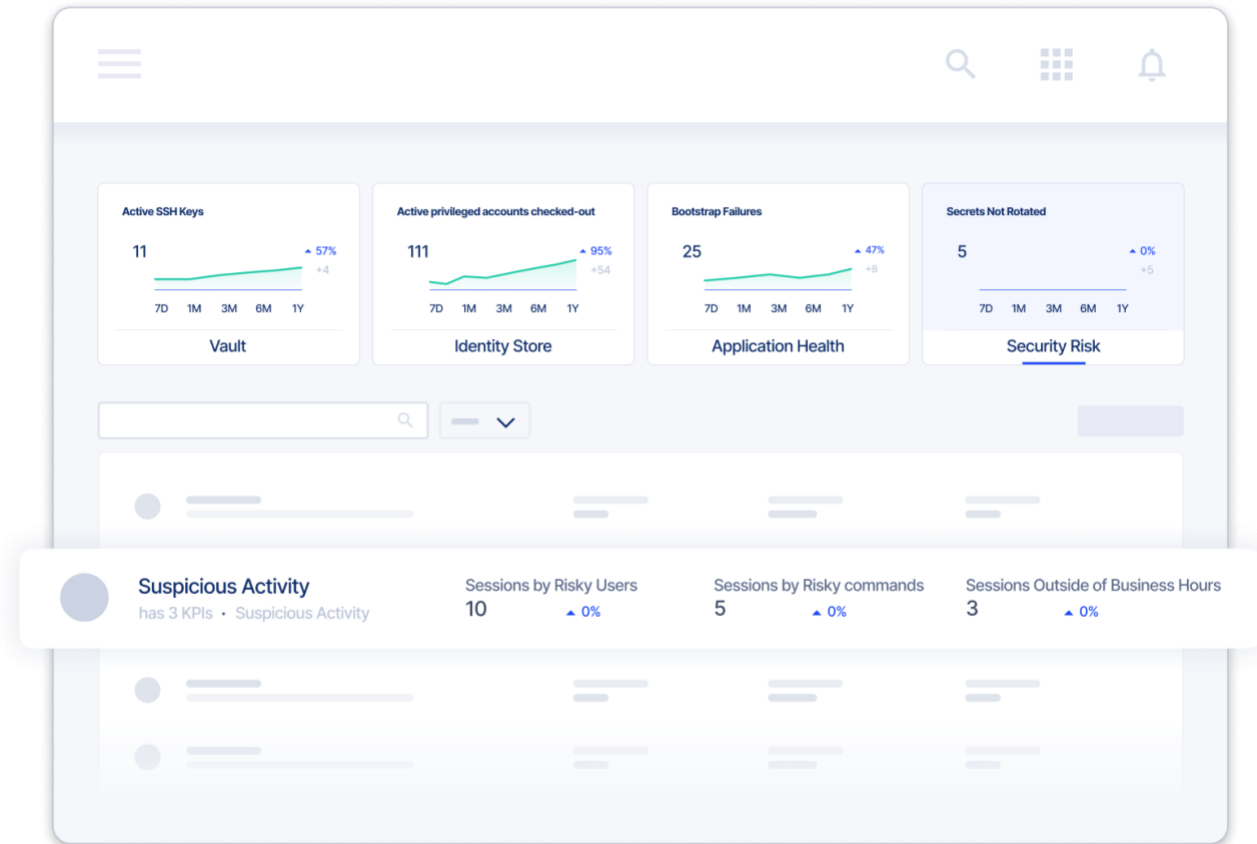 Active SSH Keys
11
57%
+4
7D 1M 3M 6M 1Y
Vault
Active privileged accounts checked-out
111
95%
+54
7D 1M 3M 6M 1Y
Identity Store
Bootstrap Failures
25
47%
+8
7D 1M 3M 6M 1Y
Application Health
Secrets Not Rotated
5
0%
+5
7D 1M 3M 6M 1Y
Security Risk
Suspicious Activity
has 3 KPIs • Suspicious Activity
Sessions by Risky Users
10
0%
Sessions by Risky commands
5
0%
Sessions Outside of Business Hours
3
0%